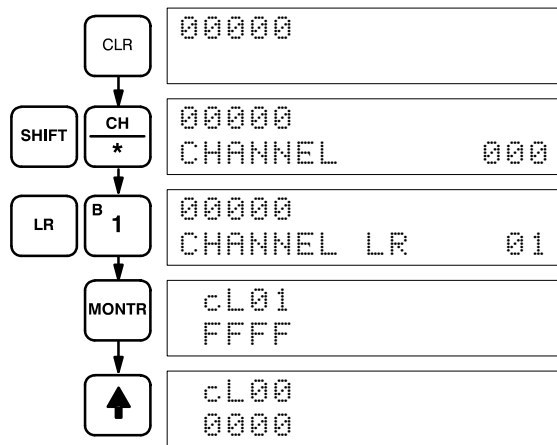 CLR
00000
SHIFT CH * 
00000
CHANNEL 000
LR B 1
00000
CHANNEL LR 01
MONTR
cL01
FFFF
cL00
0000